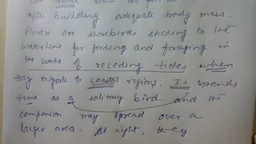 after building adequate body mass.
Plovers are shorebirds sticking to the
waterline for feeding and foraging in
the wake of receding tides when
they migrate to coastal regions. It spends
time as a solitary bird and its
companion may spread over a
larger area. At night, they